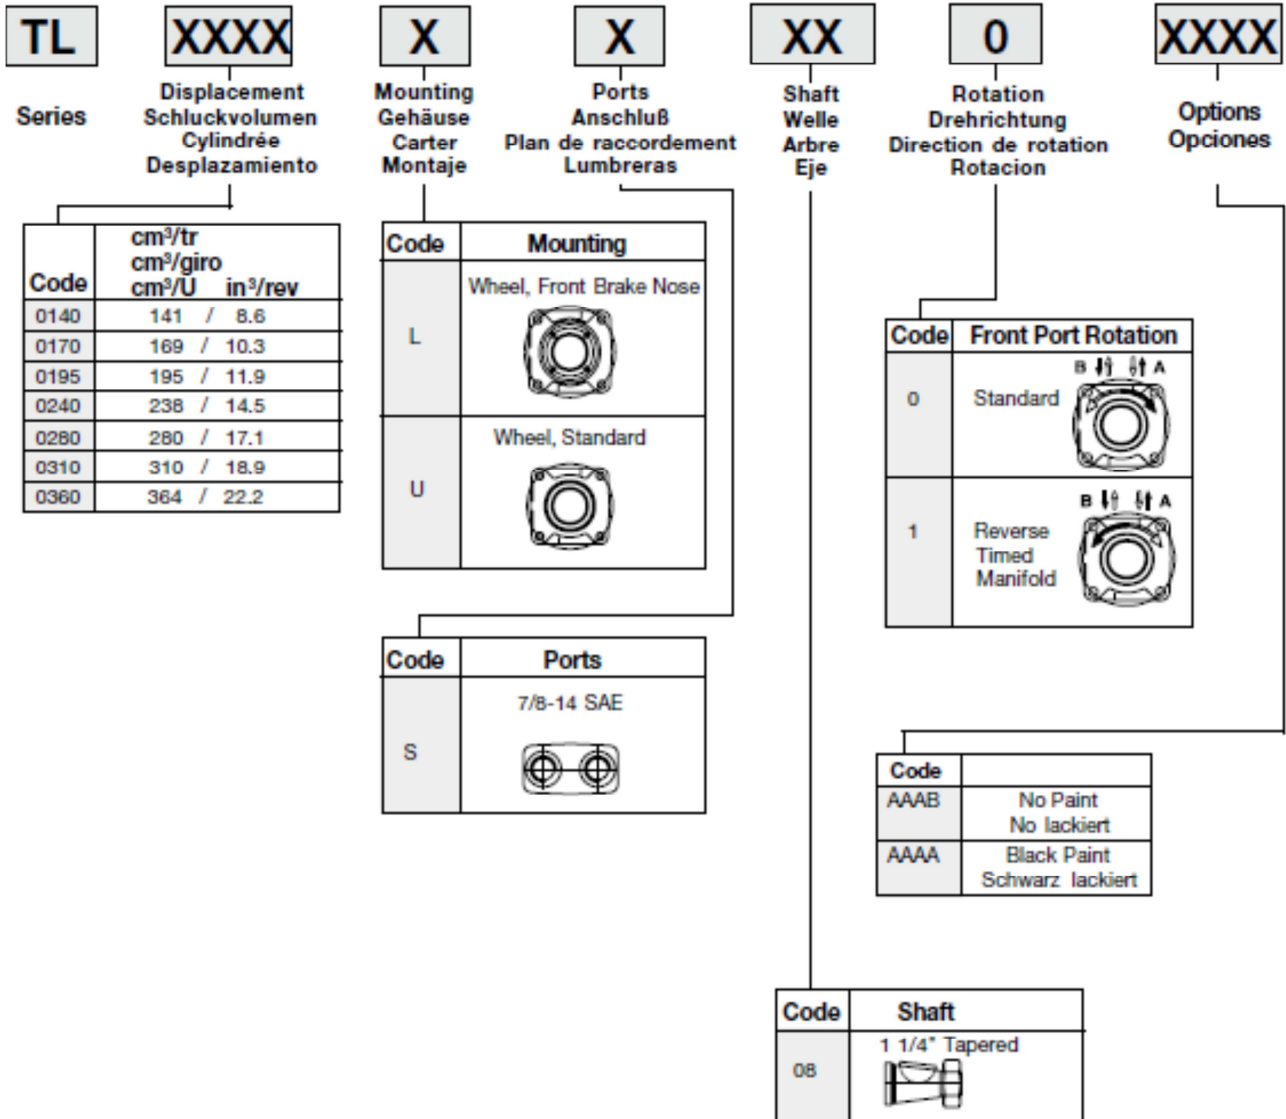 TL XXXX X X XX 0 XXXX
Series
Displacement
Schluckvolumen
Cylindrée
Desplazamiento
Mounting
Gehäuse
Carter
Montaje
Ports
Anschluß
Plan de raccordement
Lumbreras
Shaft
Welle
Arbre
Eje
Rotation
Drehrichtung
Direction de rotation
Rotacion
Options
Opciones
cm³/tr
cm³/giro
Code cm³/U in³/rev
0140 141 / 8.6
0170 169 / 10.3
0195 195 / 11.9
0240 238 / 14.5
0280 280 / 17.1
0310 310 / 18.9
0360 364 / 22.2
Code Mounting
Wheel, Front Brake Nose
L
Wheel, Standard
U
Code Ports
7/8-14 SAE
S
Code Front Port Rotation
B A
0 Standard
B A
1 Reverse
Timed
Manifold
Code
AAAB No Paint
No lackiert
AAAA Black Paint
Schwarz lackiert
Code Shaft
1 1/4" Tapered
08